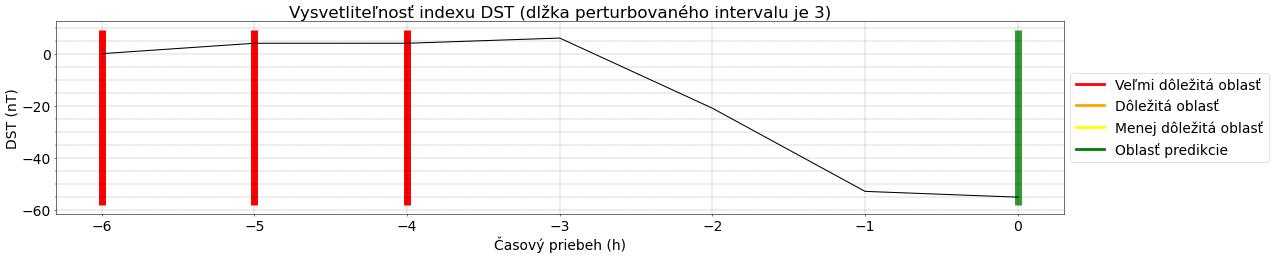 Vysvetliteľnosť indexu DST (dĺžka perturbovaného intervalu je 3)
DST (nT)
0
−20
−40
−60
−6
−5
−4
−3
−2
−1
0
Časový priebeh (h)
Veľmi dôležitá oblasť
Dôležitá oblasť
Menej dôležitá oblasť
Oblasť predikcie